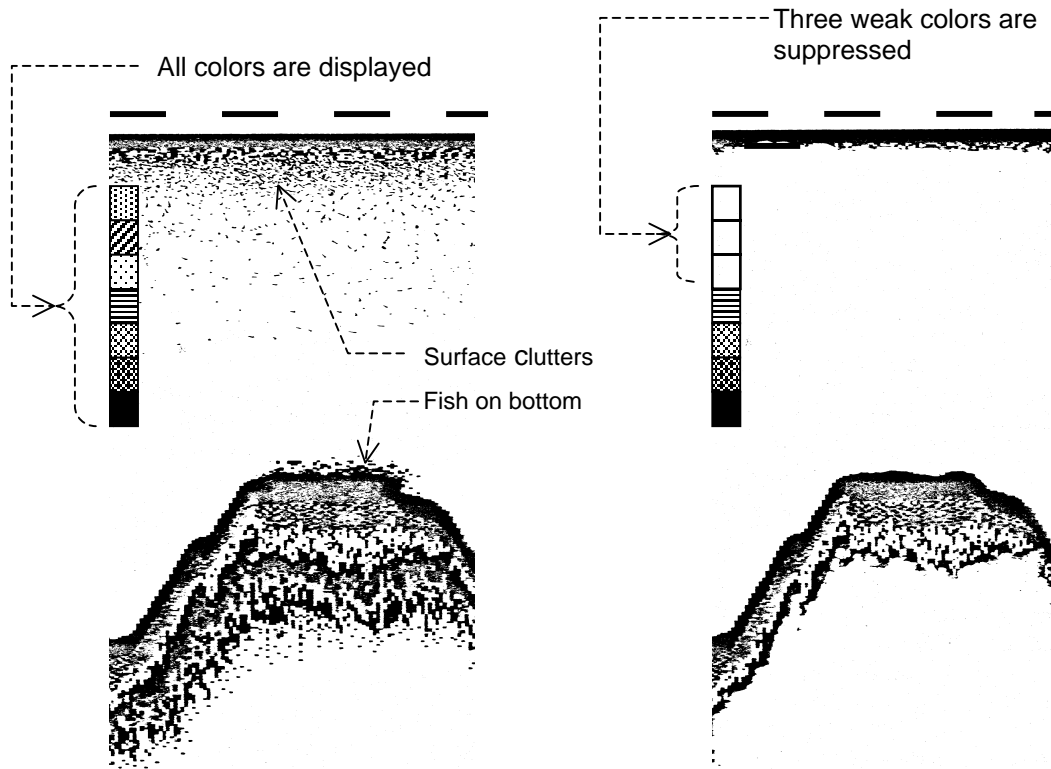 All colors are displayed
Three weak colors are
suppressed
Surface clutters
Fish on bottom